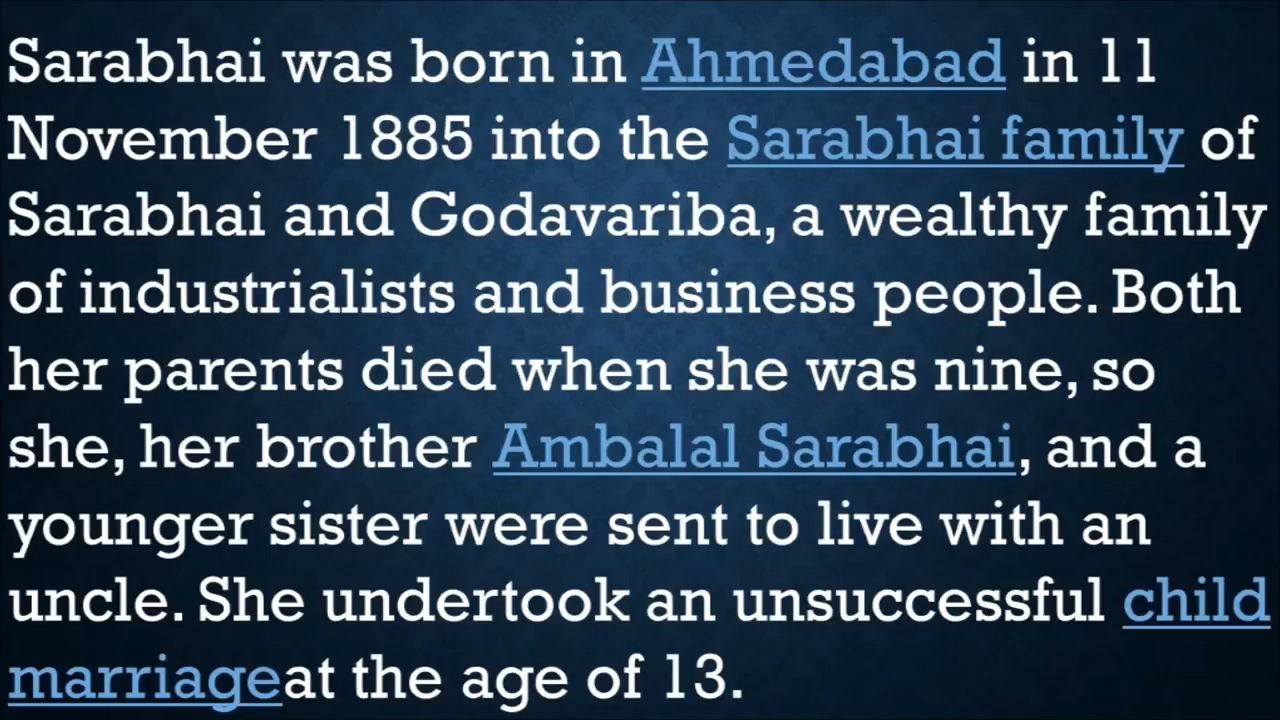 Sarabhai was born in Ahmedabad in 11
November 1885 into the Sarabhai family of
Sarabhai and Godavariba, a wealthy family
of industrialists and business people. Both
her parents died when she was nine, so
she, her brother Ambalal Sarabhai, and a
younger sister were sent to live with an
uncle. She undertook an unsuccessful child
marriageat the age of 13.